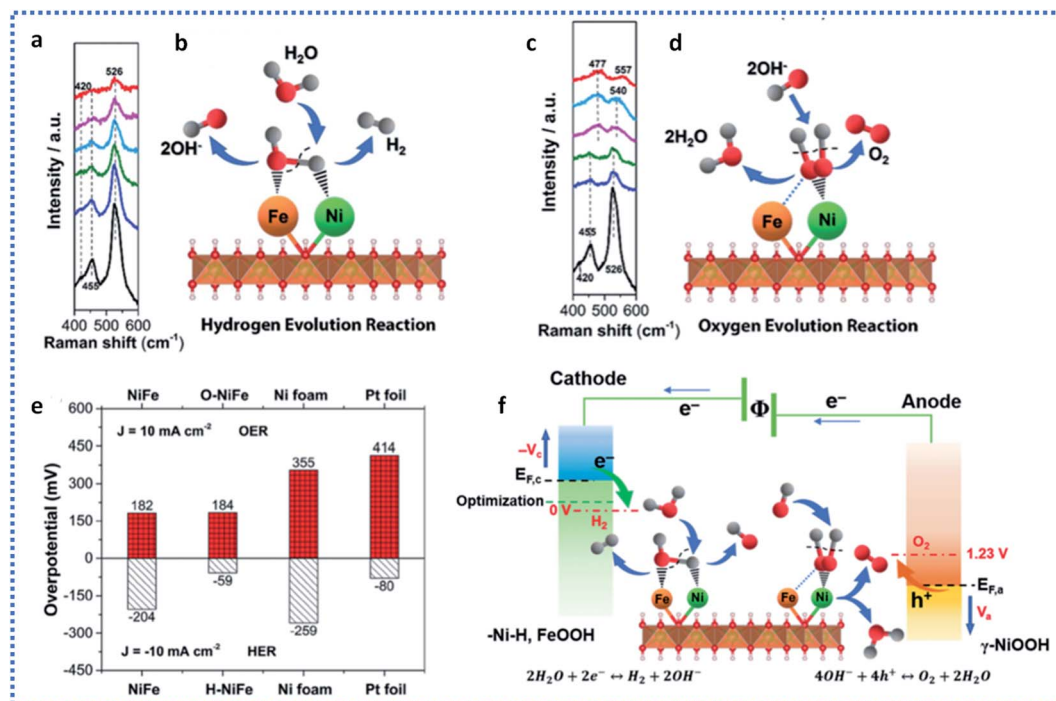 a
420
526
455
Intensity / a.u.
400 600
Raman shift (cm⁻¹)
b
H₂O
2OH⁻
H₂
Fe
Ni
Hydrogen Evolution Reaction
c
477
557
540
455
420
526
Intensity / a.u.
400 600
Raman shift (cm⁻¹)
d
2OH⁻
2H₂O
O₂
Fe
Ni
Oxygen Evolution Reaction
e
NiFe O-NiFe Ni foam Pt foil
J = 10 mA cm⁻² OER
182 184 355 414
-204 -59 -259 -80
J = -10 mA cm⁻² HER
NiFe H-NiFe Ni foam Pt foil
Overpotential (mV)
600
450
300
150
0
-150
-300
-450
f
Cathode
e⁻
Φ
e⁻
Anode
–Vc
EF,c
e⁻
Optimization
0 V
H₂
Fe
Ni
-Ni-H, FeOOH
2H₂O + 2e⁻ ↔ H₂ + 2OH⁻
Fe
Ni
O₂
1.23 V
EF,a
h⁺
Va
γ-NiOOH
4OH⁻ + 4h⁺ ↔ O₂ + 2H₂O